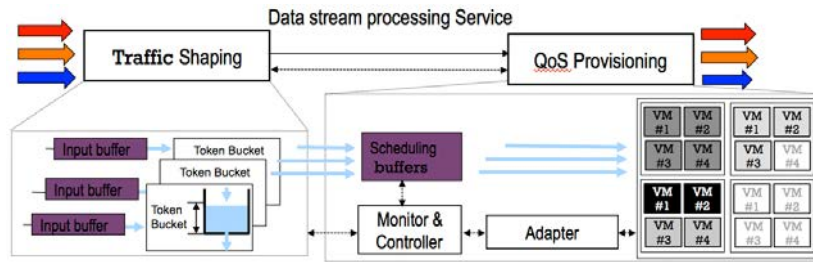 Data stream processing Service
Traffic Shaping
QoS Provisioning
Input buffer
Token Bucket
Input buffer
Token Bucket
Input buffer
Token
Bucket
Scheduling
buffers
Monitor &
Controller
Adapter
VM
#1
VM
#2
VM
#3
VM
#4
VM
#1
VM
#2
VM
#3
VM
#4
VM
#1
VM
#2
VM
#3
VM
#4
VM
#1
VM
#2
VM
#3
VM
#4